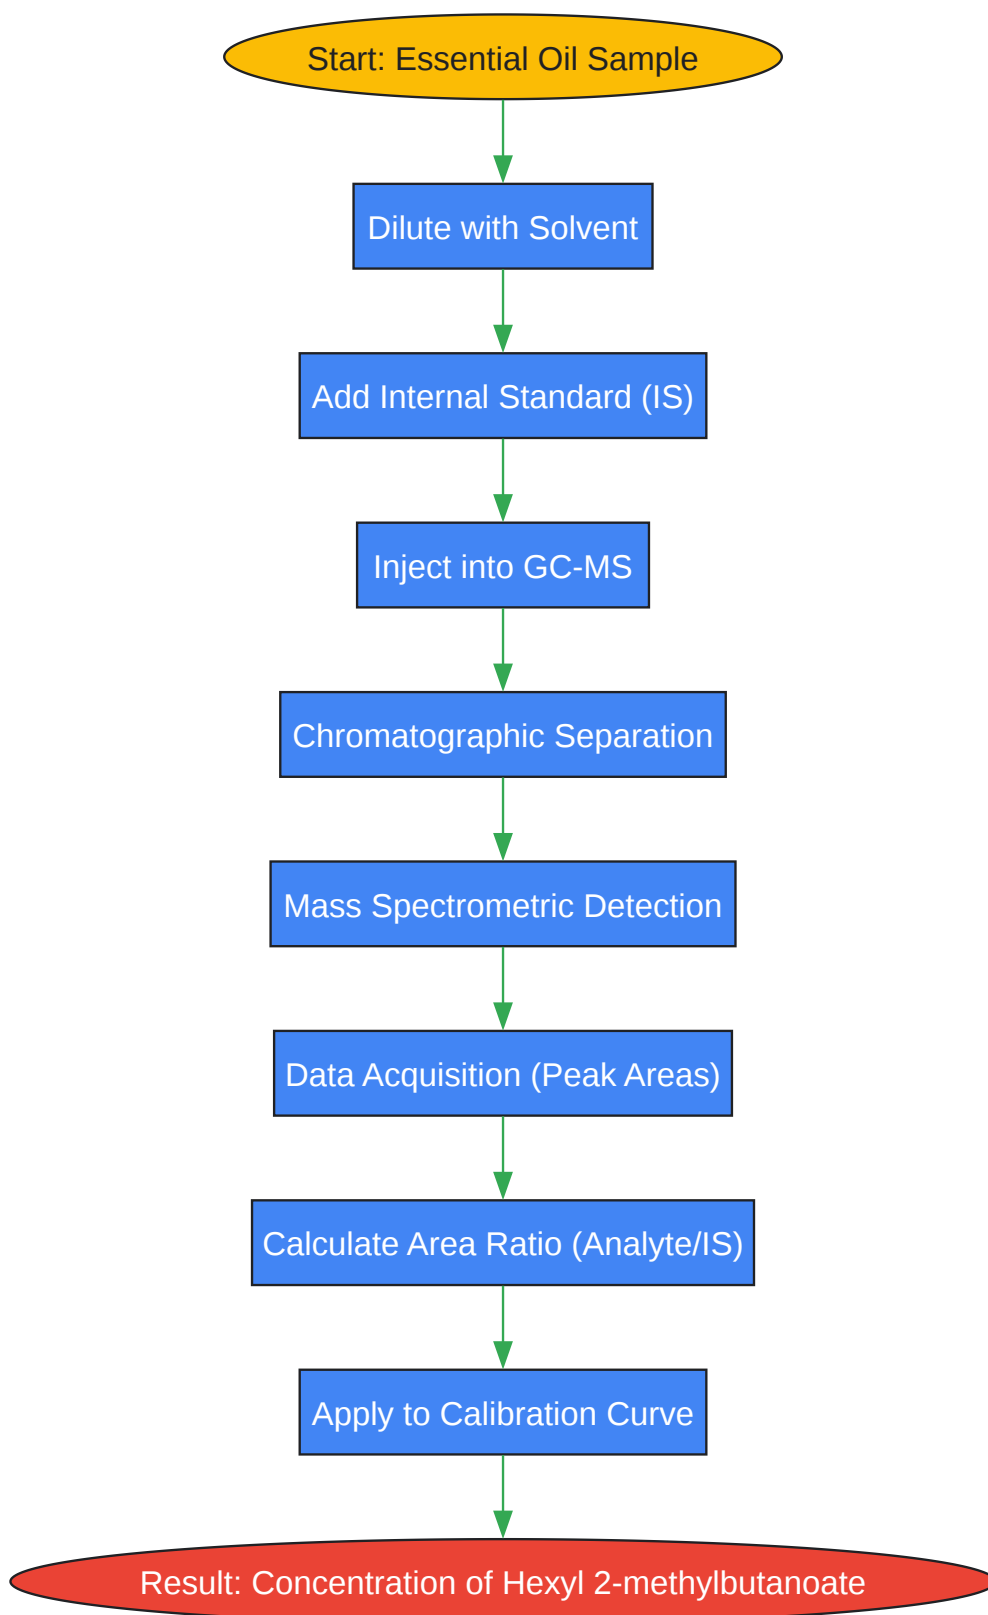 Start: Essential Oil Sample
Dilute with Solvent
Add Internal Standard (IS)
Inject into GC-MS
Chromatographic Separation
Mass Spectrometric Detection
Data Acquisition (Peak Areas)
Calculate Area Ratio (Analyte/IS)
Apply to Calibration Curve
Result: Concentration of Hexyl 2-methylbutanoate